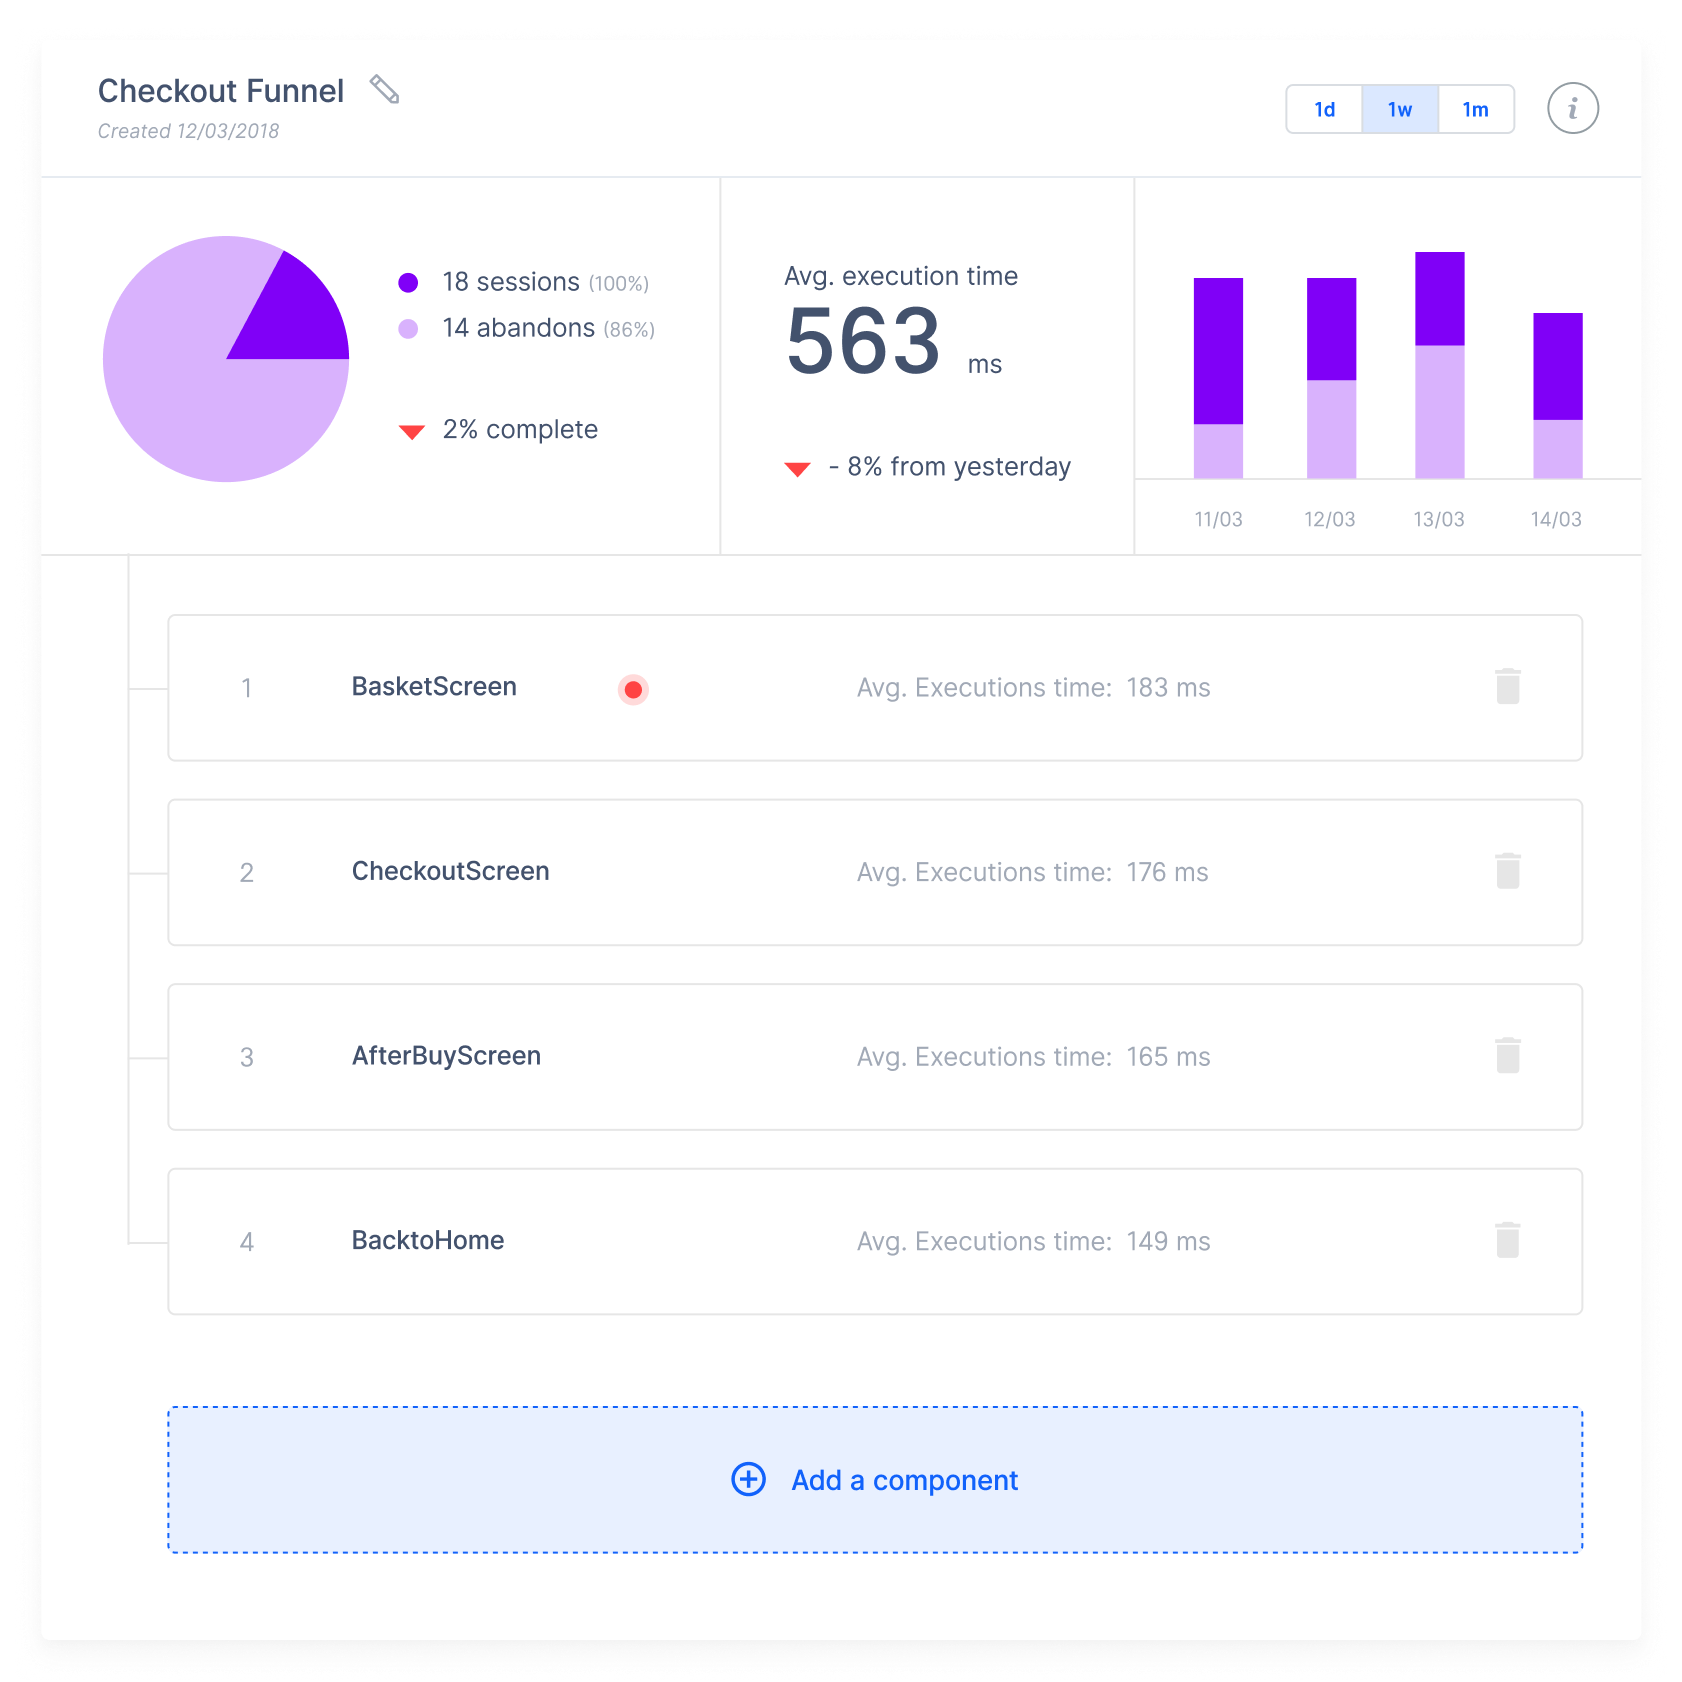 Checkout Funnel
Created 12/03/2018
1d 1w 1m i
18 sessions (100%)
14 abandons (86%)
2% complete
Avg. execution time
563 ms
- 8% from yesterday
11/03 12/03 13/03 14/03
1 BasketScreen Avg. Executions time: 183 ms
2 CheckoutScreen Avg. Executions time: 176 ms
3 AfterBuyScreen Avg. Executions time: 165 ms
4 BacktoHome Avg. Executions time: 149 ms
Add a component